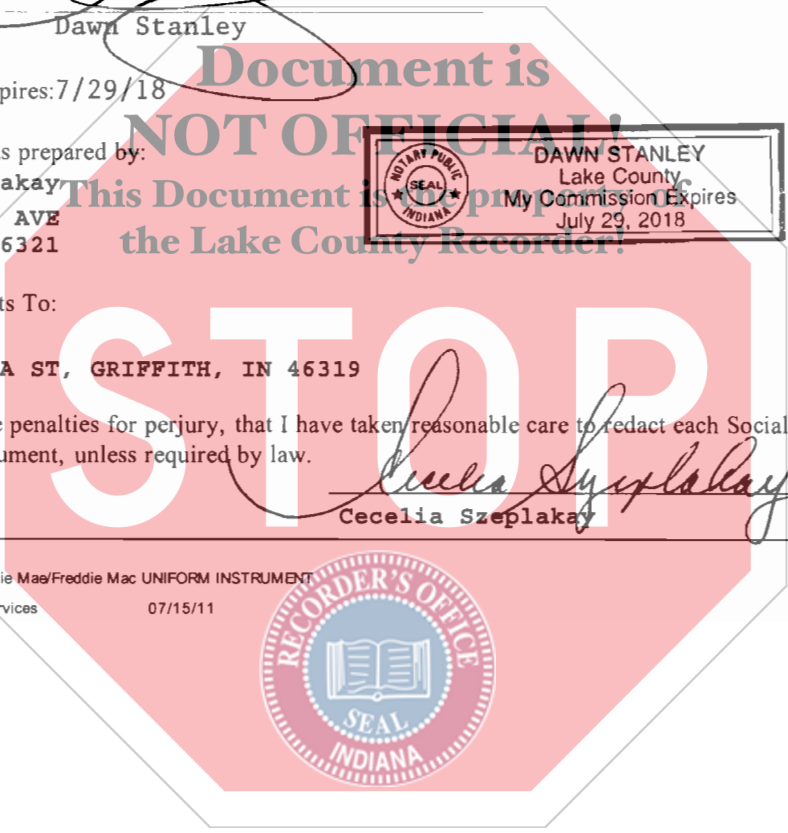 Dawn Stanley
Document is
pires:7/29/18
NOT OFFICIAL!
s prepared by:
DAWN STANLEY
Lake County
My Commission Expires
July 29, 2018
NOTARY PUBLIC
SEAL
INDIANA
akay
This Document is the property of
AVE
6321
the Lake County Recorder!
ts To:
STOP
A ST, GRIFFITH, IN 46319
e penalties for perjury, that I have taken reasonable care to redact each Social
ument, unless required by law.
Cecelia Szeplakay
Cecelia Szeplakay
ie Mae/Freddie Mac UNIFORM INSTRUMENT
rvices 07/15/11
RECORDER'S OFFICE
SEAL
INDIANA